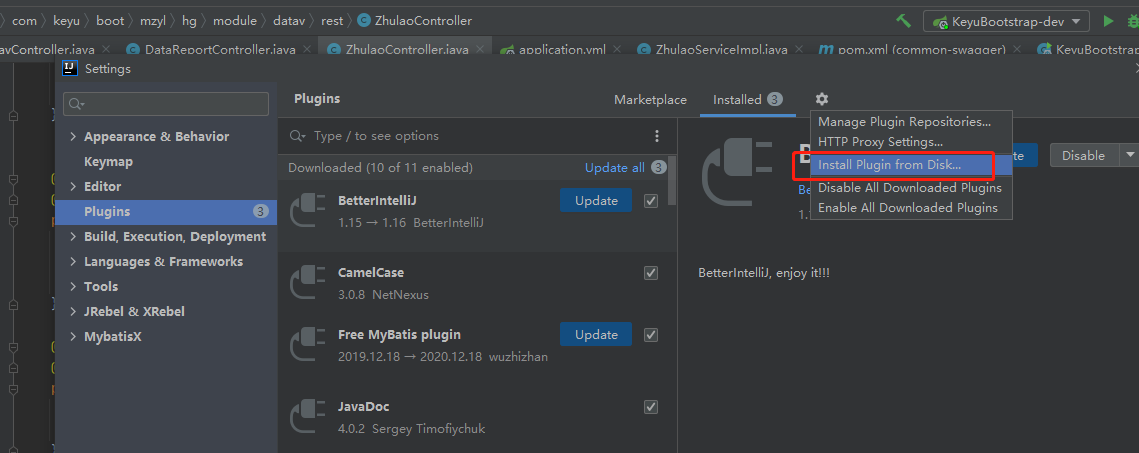 com keyu boot mzyl hg module datav rest ZhulaoController KeyuBootstrap-dev
avController.java DataReportController.java ZhulaoController.java application.yml ZhulaoServiceImpl.java pom.xml (common-swagger) KeyuBootstrap
Settings
Plugins Marketplace Installed 3
Appearance & Behavior
Keymap
Editor
Plugins 3
Build, Execution, Deployment
Languages & Frameworks
Tools
JRebel & XRebel
MybatisX
Type / to see options
Downloaded (10 of 11 enabled) Update all 3
BetterIntelliJ Update
1.15 → 1.16 BetterIntelliJ
CamelCase
3.0.8 NetNexus
Free MyBatis plugin Update
2019.12.18 → 2020.12.18 wuzhizhan
JavaDoc
4.0.2 Sergey Timofiychuk
Manage Plugin Repositories...
HTTP Proxy Settings...
Install Plugin from Disk...
Disable All Downloaded Plugins
Enable All Downloaded Plugins
Disable
BetterIntelliJ, enjoy it!!!